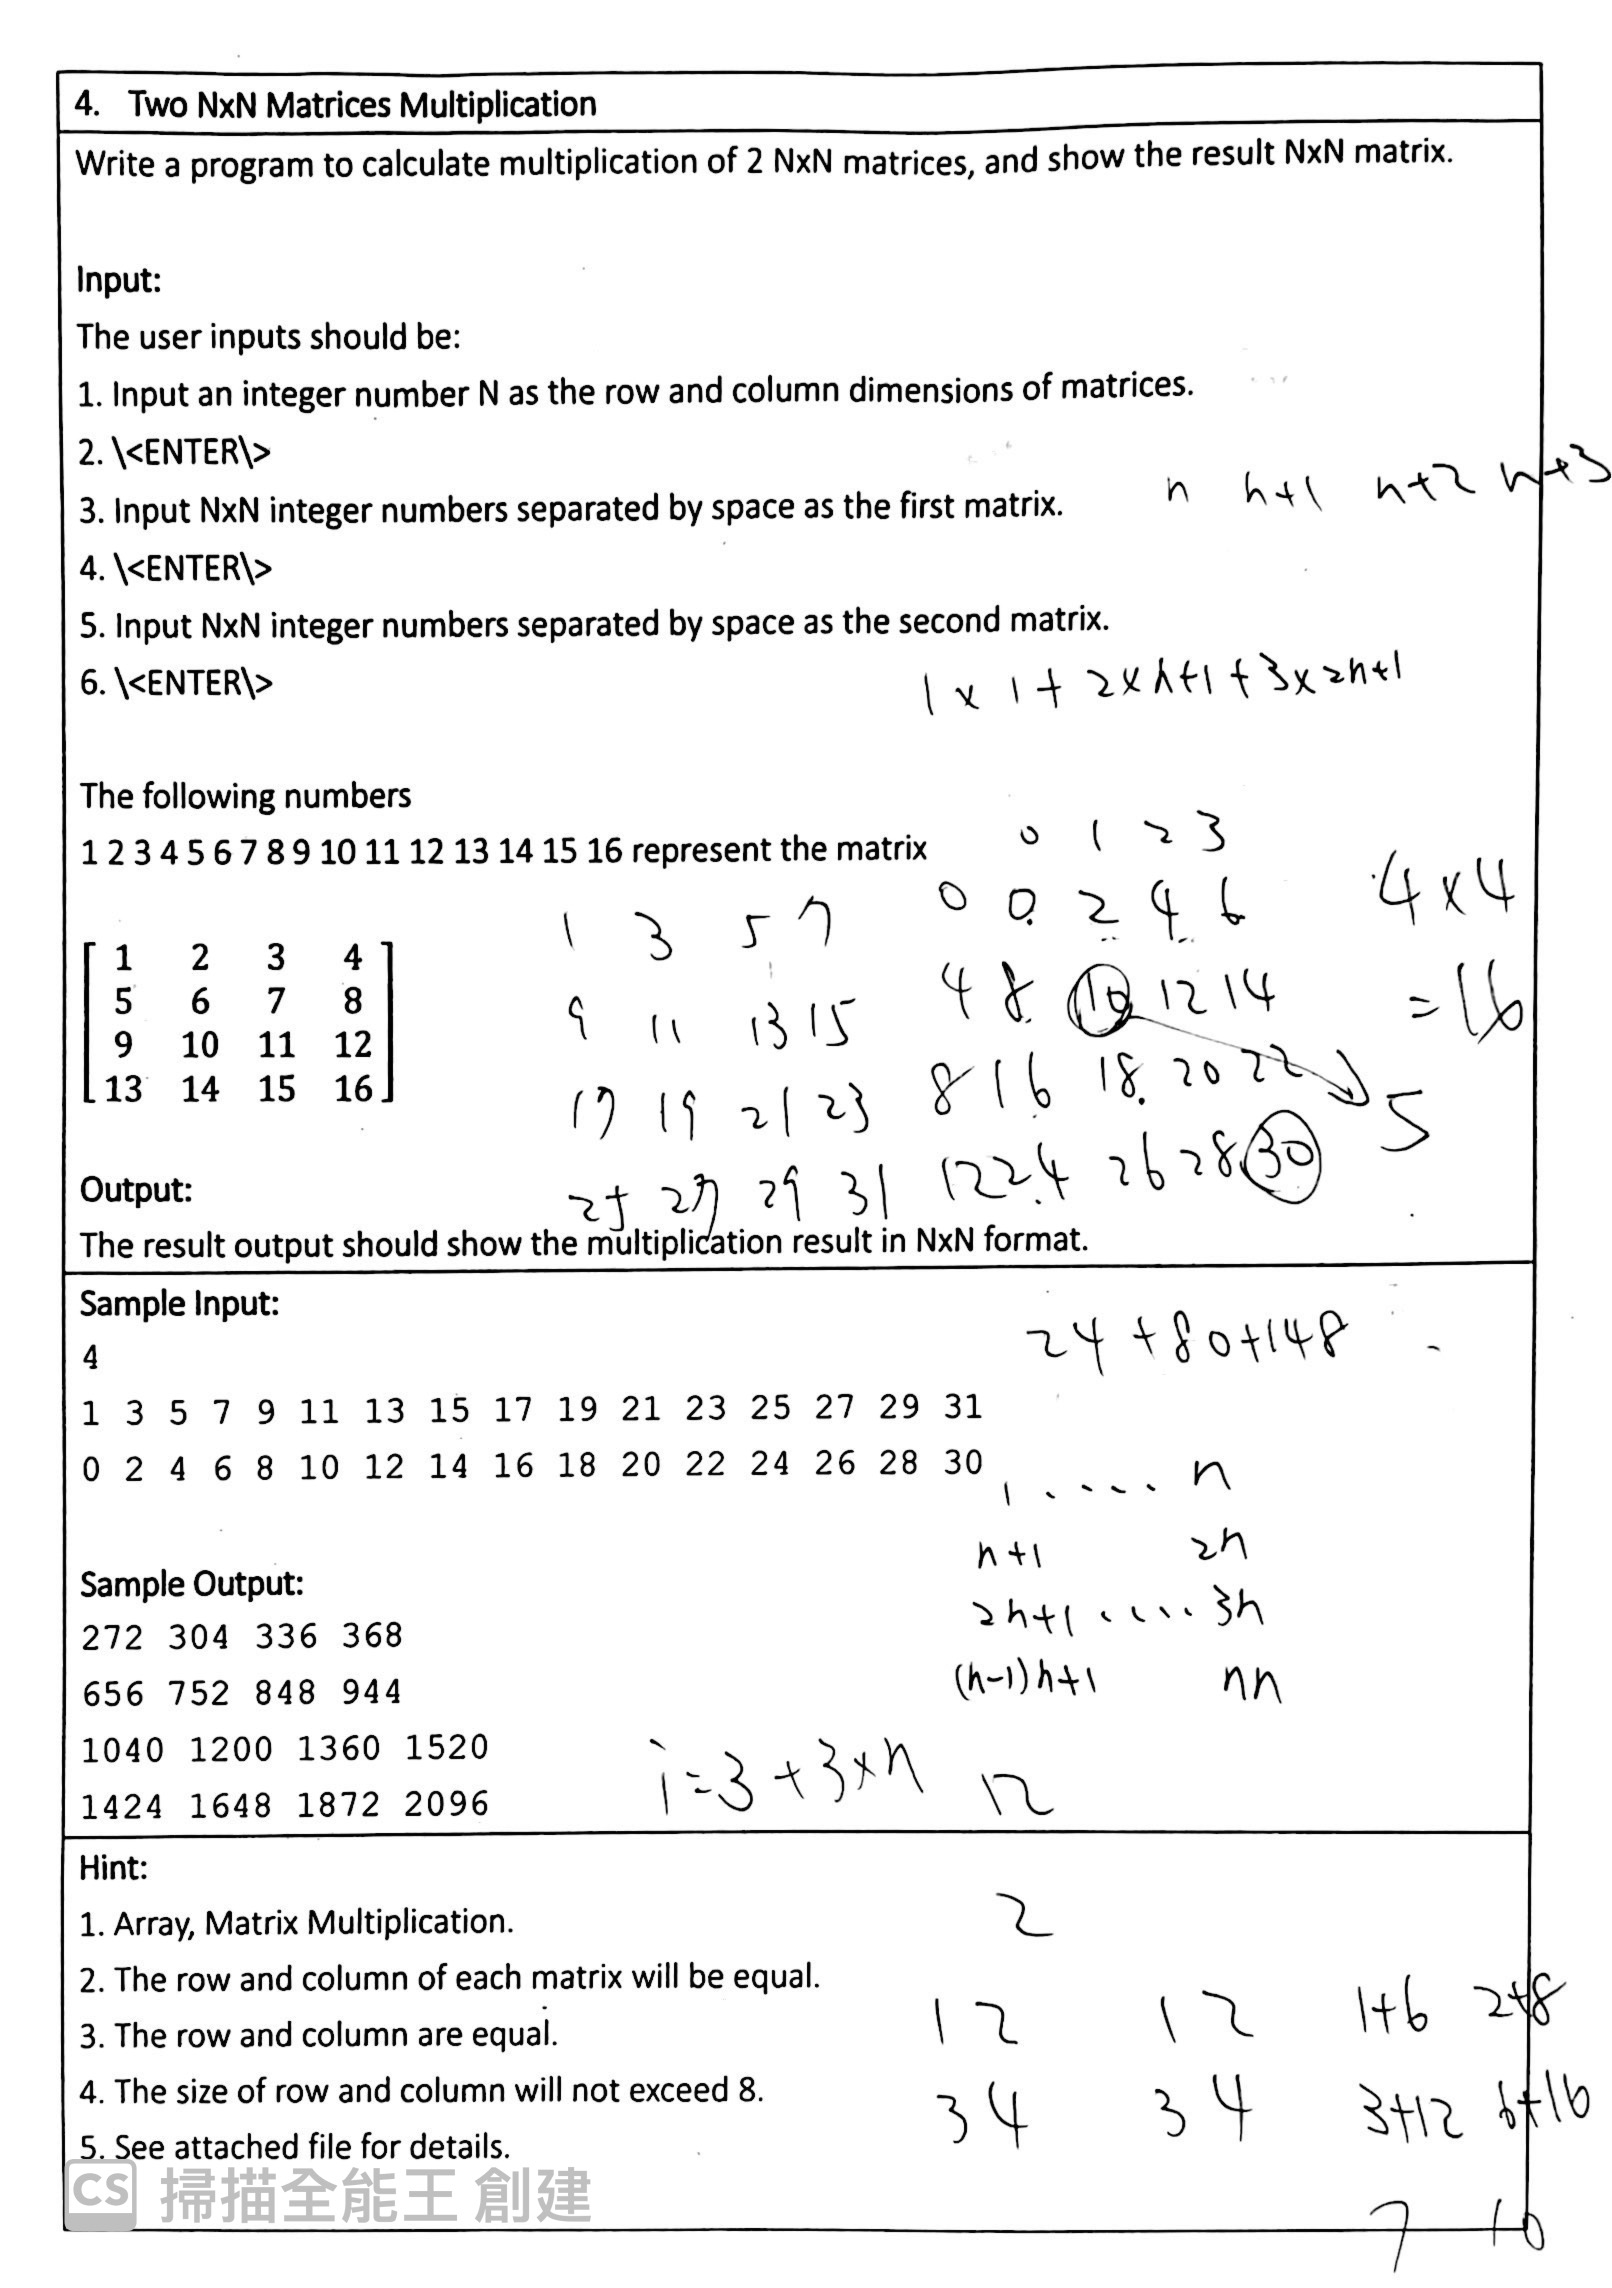 4. Two NxN Matrices Multiplication
Write a program to calculate multiplication of 2 NxN matrices, and show the result NxN matrix.
Input:
The user inputs should be:
1. Input an integer number N as the row and column dimensions of matrices.
2. \<ENTER\>
n n+1 n+2 n+3
3. Input NxN integer numbers separated by space as the first matrix.
4. \<ENTER\>
5. Input NxN integer numbers separated by space as the second matrix.
6. \<ENTER\>
1 x 1 + 2 x n+1 + 3 x 2n+1
The following numbers
1 2 3 4 5 6 7 8 9 10 11 12 13 14 15 16 represent the matrix
1 2 3 4
5 6 7 8
9 10 11 12
13 14 15 16
1 3 5 7
9 11 13 15
17 19 21 23
25 27 29 31
0 1 2 3
0 0 2 4 6
4 8 10 12 14
8 16 18 20 22
12 24 26 28 30
4 x 4
= 16
5
Output:
The result output should show the multiplication result in NxN format.
Sample Input:
4
1 3 5 7 9 11 13 15 17 19 21 23 25 27 29 31
0 2 4 6 8 10 12 14 16 18 20 22 24 26 28 30
24 + 80 + 148
1 ..... n
n+1 2n
2n+1 ..... 3n
(n-1)n+1 nn
Sample Output:
272 304 336 368
656 752 848 944
1040 1200 1360 1520
1424 1648 1872 2096
i=3+3xn 12
Hint:
1. Array, Matrix Multiplication.
2. The row and column of each matrix will be equal.
3. The row and column are equal.
4. The size of row and column will not exceed 8.
5. See attached file for details.
2
1 2 1 2 1+6 2+8
3 4 3 4 3+12 6+16
7 10
CS 掃描全能王 創建